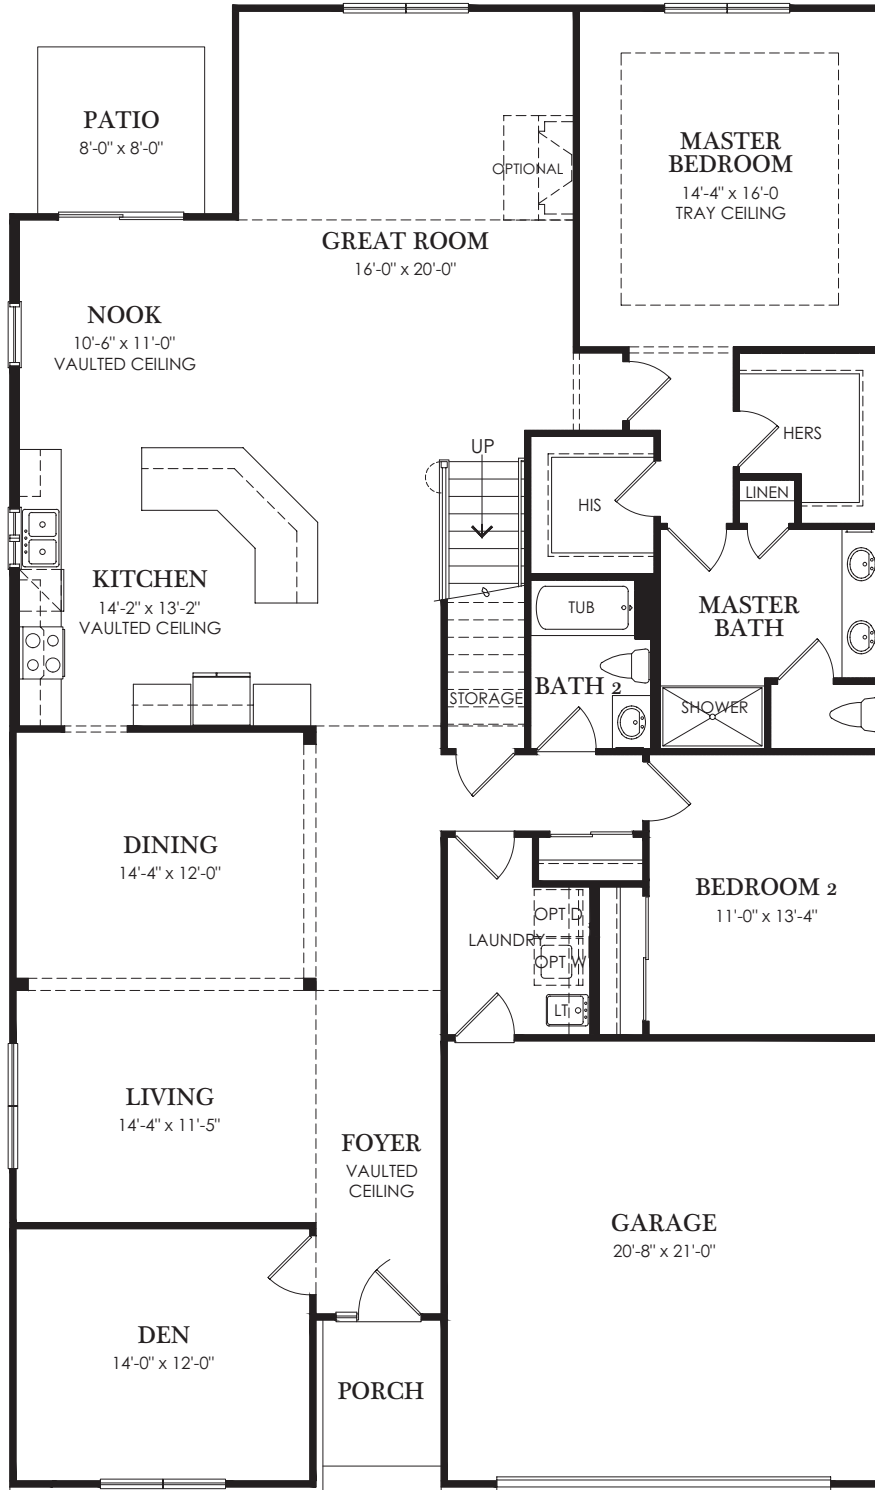 PATIO
8'-0" x 8'-0"
OPTIONAL
MASTER
BEDROOM
14'-4" x 16'-0
TRAY CEILING
GREAT ROOM
16'-0" x 20'-0"
NOOK
10'-6" x 11'-0"
VAULTED CEILING
HERS
UP
LINEN
HIS
KITCHEN
14'-2" x 13'-2"
VAULTED CEILING
TUB
MASTER
BATH
BATH 2
STORAGE
SHOWER
DINING
14'-4" x 12'-0"
BEDROOM 2
11'-0" x 13'-4"
OPT D
LAUNDRY
OPT W
LT
LIVING
14'-4" x 11'-5"
FOYER
VAULTED
CEILING
GARAGE
20'-8" x 21'-0"
DEN
14'-0" x 12'-0"
PORCH